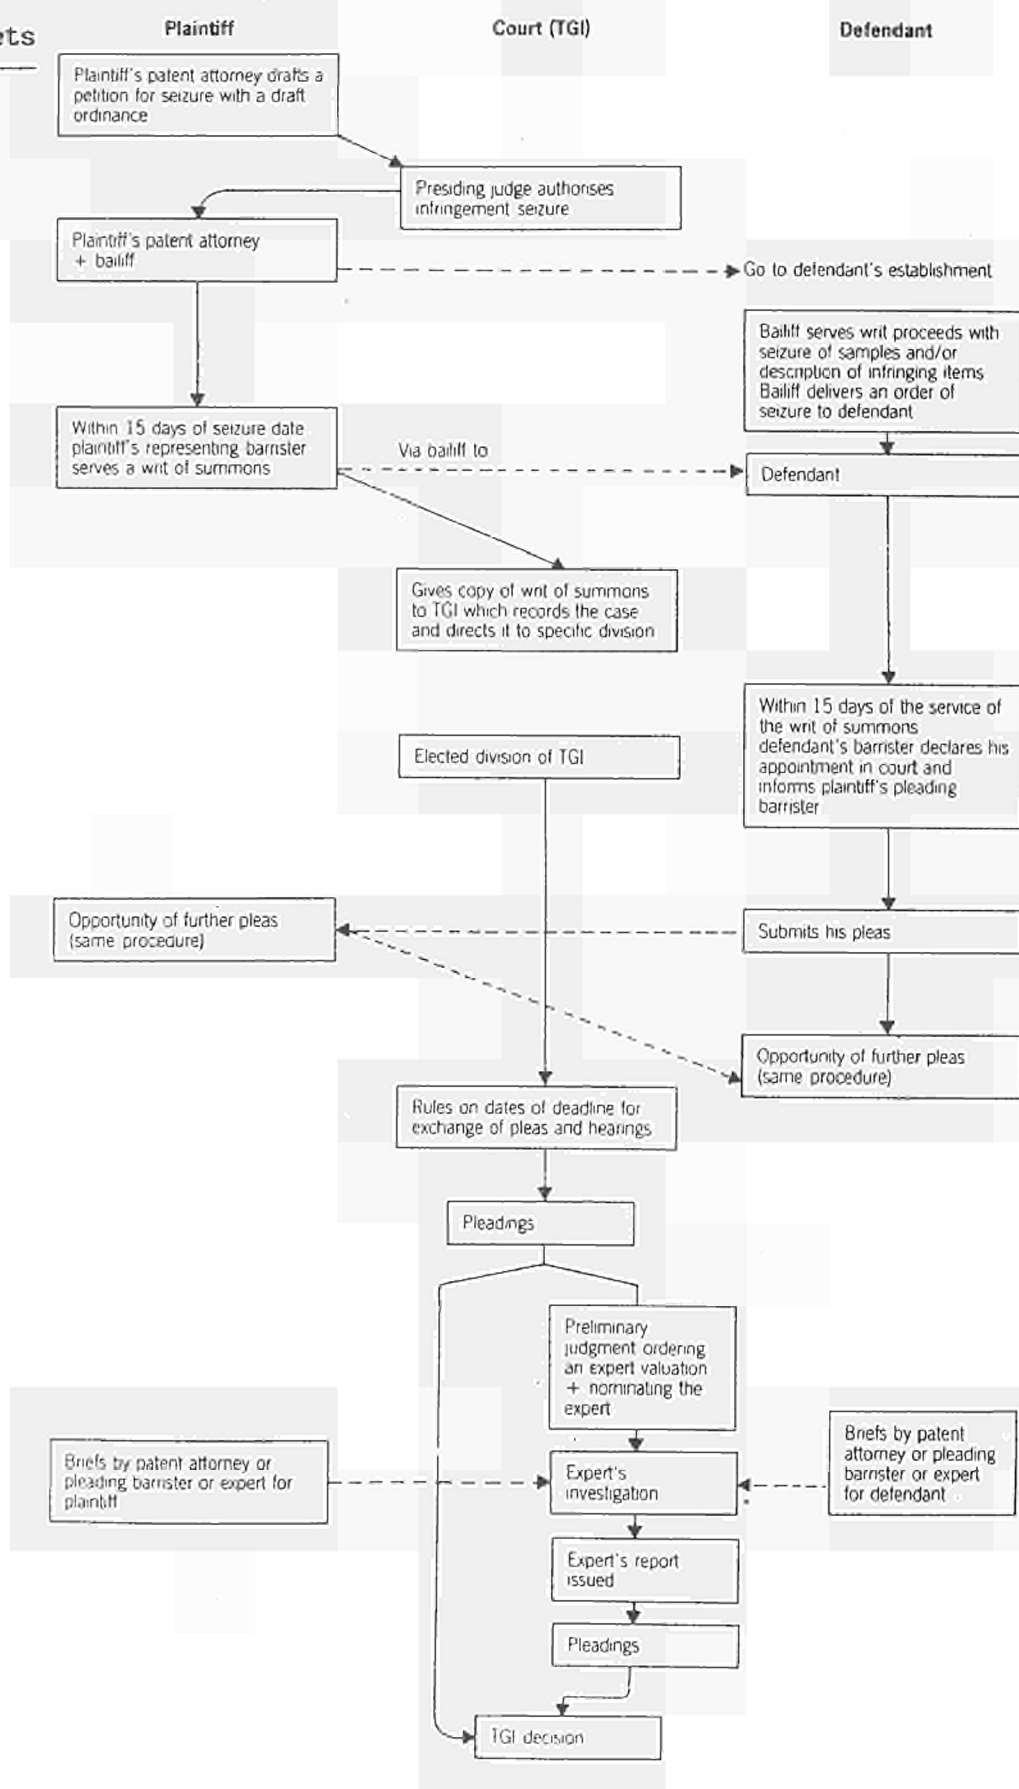 ets
Plaintiff
Court (TGI)
Defendant
Plaintiff's patent attorney drafts a
petition for seizure with a draft
ordinance
Presiding judge authorises
infringement seizure
Plaintiff's patent attorney
+ bailiff
Go to defendant's establishment
Bailiff serves writ proceeds with
seizure of samples and/or
description of infringing items
Bailiff delivers an order of
seizure to defendant
Within 15 days of seizure date
plaintiff's representing barrister
serves a writ of summons
Via bailiff to
Defendant
Gives copy of writ of summons
to TGI which records the case
and directs it to specific division
Within 15 days of the service of
the writ of summons
defendant's barrister declares his
appointment in court and
informs plaintiff's pleading
barrister
Elected division of TGI
Opportunity of further pleas
(same procedure)
Submits his pleas
Opportunity of further pleas
(same procedure)
Rules on dates of deadline for
exchange of pleas and hearings
Pleadings
Preliminary
judgment ordering
an expert valuation
+ nominating the
expert
Briefs by patent attorney or
pleading barrister or expert for
plaintiff
Expert's
investigation
Briefs by patent
attorney or pleading
barrister or expert
for defendant
Expert's report
issued
Pleadings
TGI decision